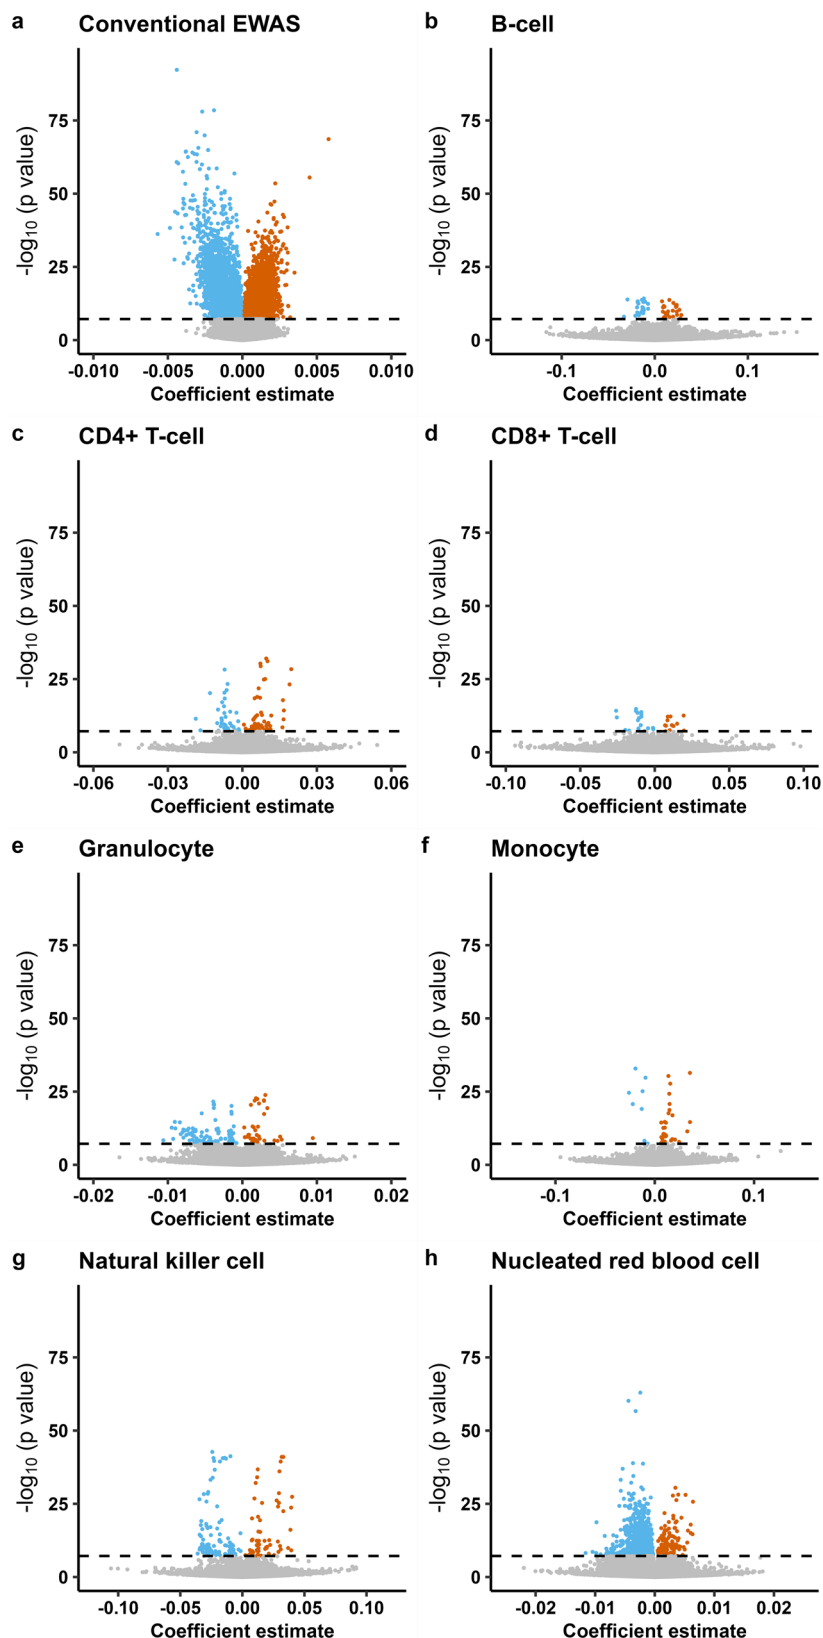 a Conventional EWAS
75
50
25
0
-log10 (p value)
-0.010 -0.005 0.000 0.005 0.010
Coefficient estimate
b B-cell
75
50
25
0
-log10 (p value)
-0.1 0.0 0.1
Coefficient estimate
c CD4+ T-cell
75
50
25
0
-log10 (p value)
-0.06 -0.03 0.00 0.03 0.06
Coefficient estimate
d CD8+ T-cell
75
50
25
0
-log10 (p value)
-0.10 -0.05 0.00 0.05 0.10
Coefficient estimate
e Granulocyte
75
50
25
0
-log10 (p value)
-0.02 -0.01 0.00 0.01 0.02
Coefficient estimate
f Monocyte
75
50
25
0
-log10 (p value)
-0.1 0.0 0.1
Coefficient estimate
g Natural killer cell
75
50
25
0
-log10 (p value)
-0.10 -0.05 0.00 0.05 0.10
Coefficient estimate
h Nucleated red blood cell
75
50
25
0
-log10 (p value)
-0.02 -0.01 0.00 0.01 0.02
Coefficient estimate